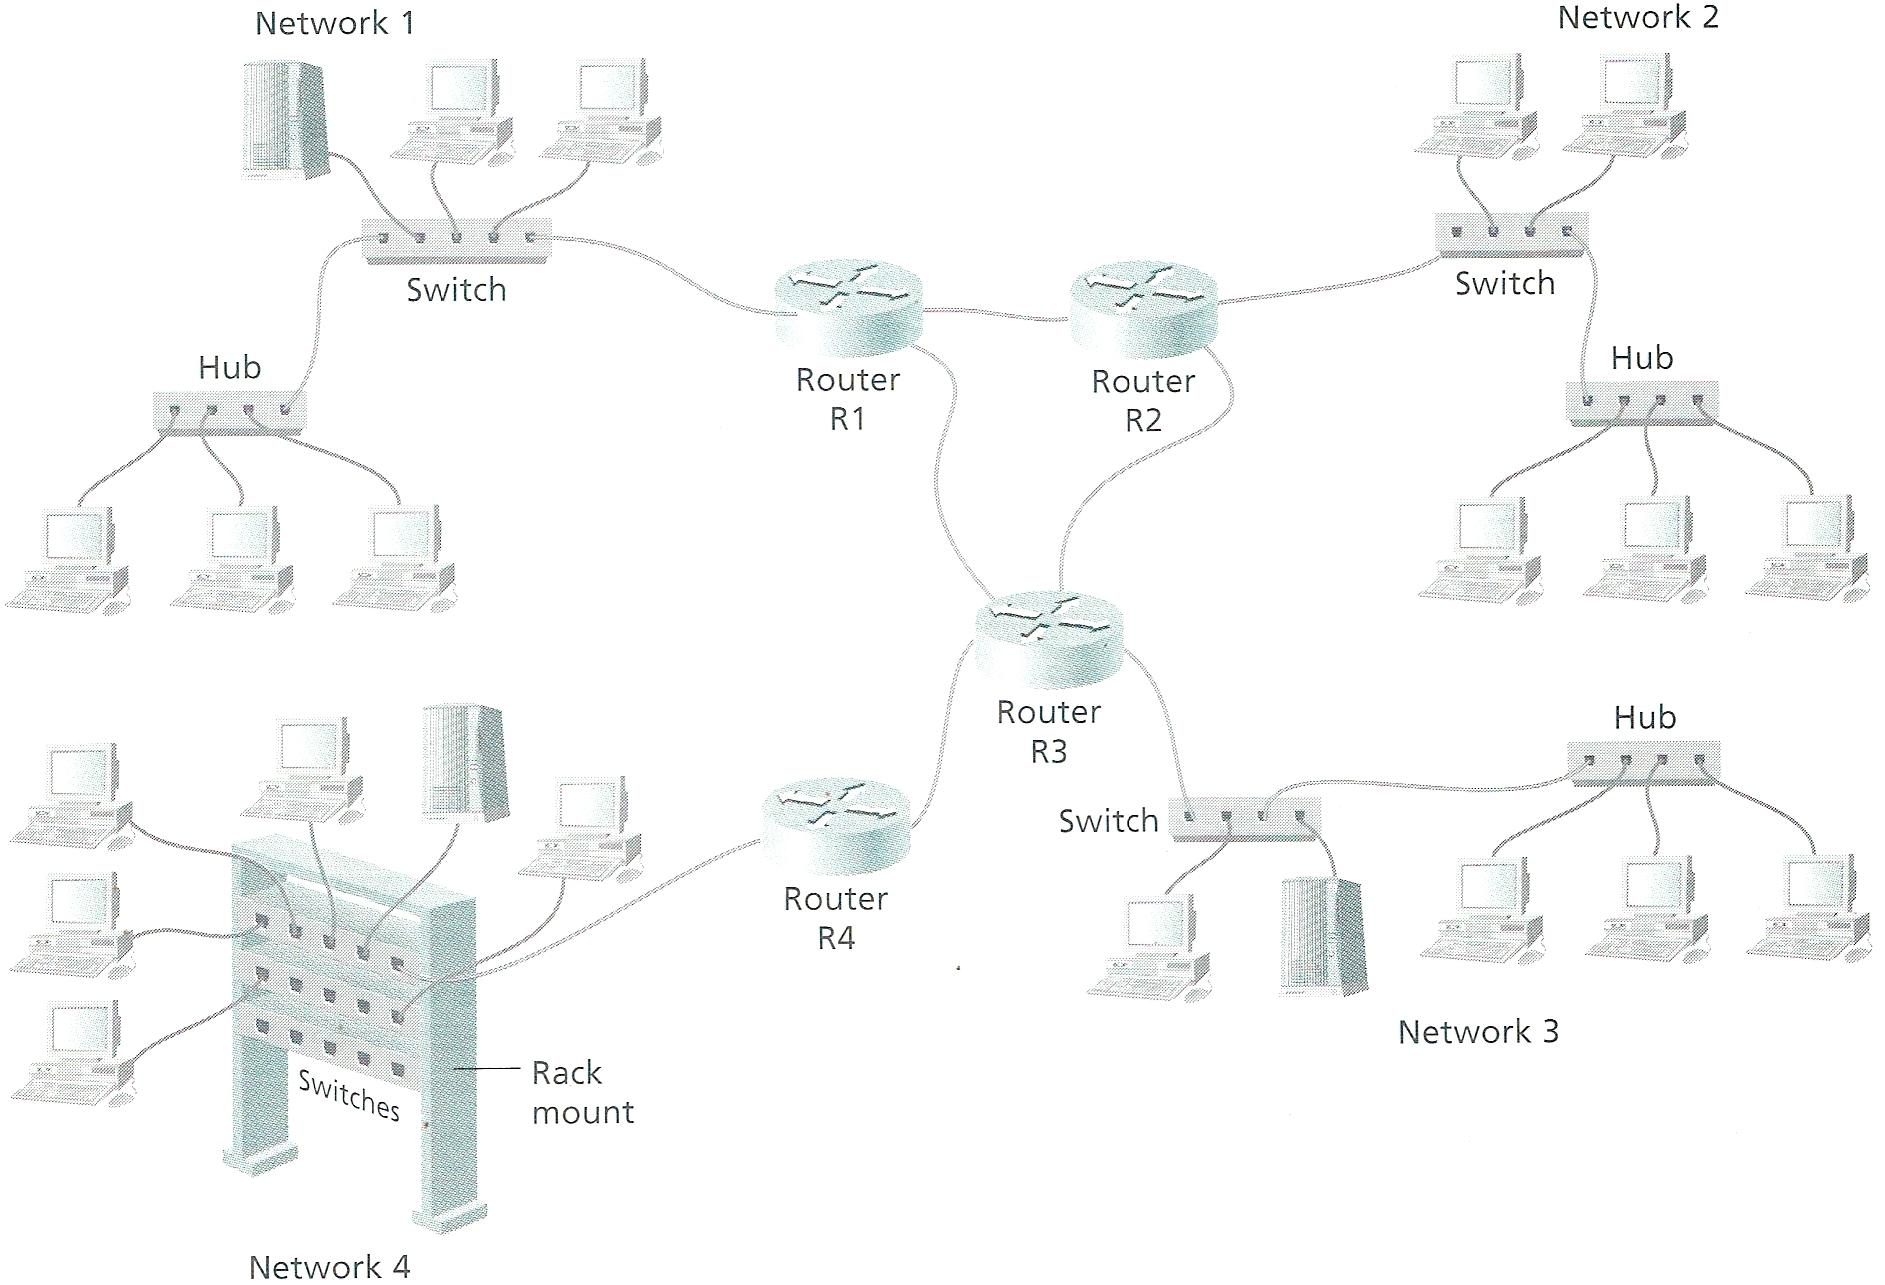 Network 1
Network 2
Switch
Switch
Hub
Hub
Router
R1
Router
R2
Router
R3
Hub
Switch
Router
R4
Network 3
Rack
mount
Switches
Network 4